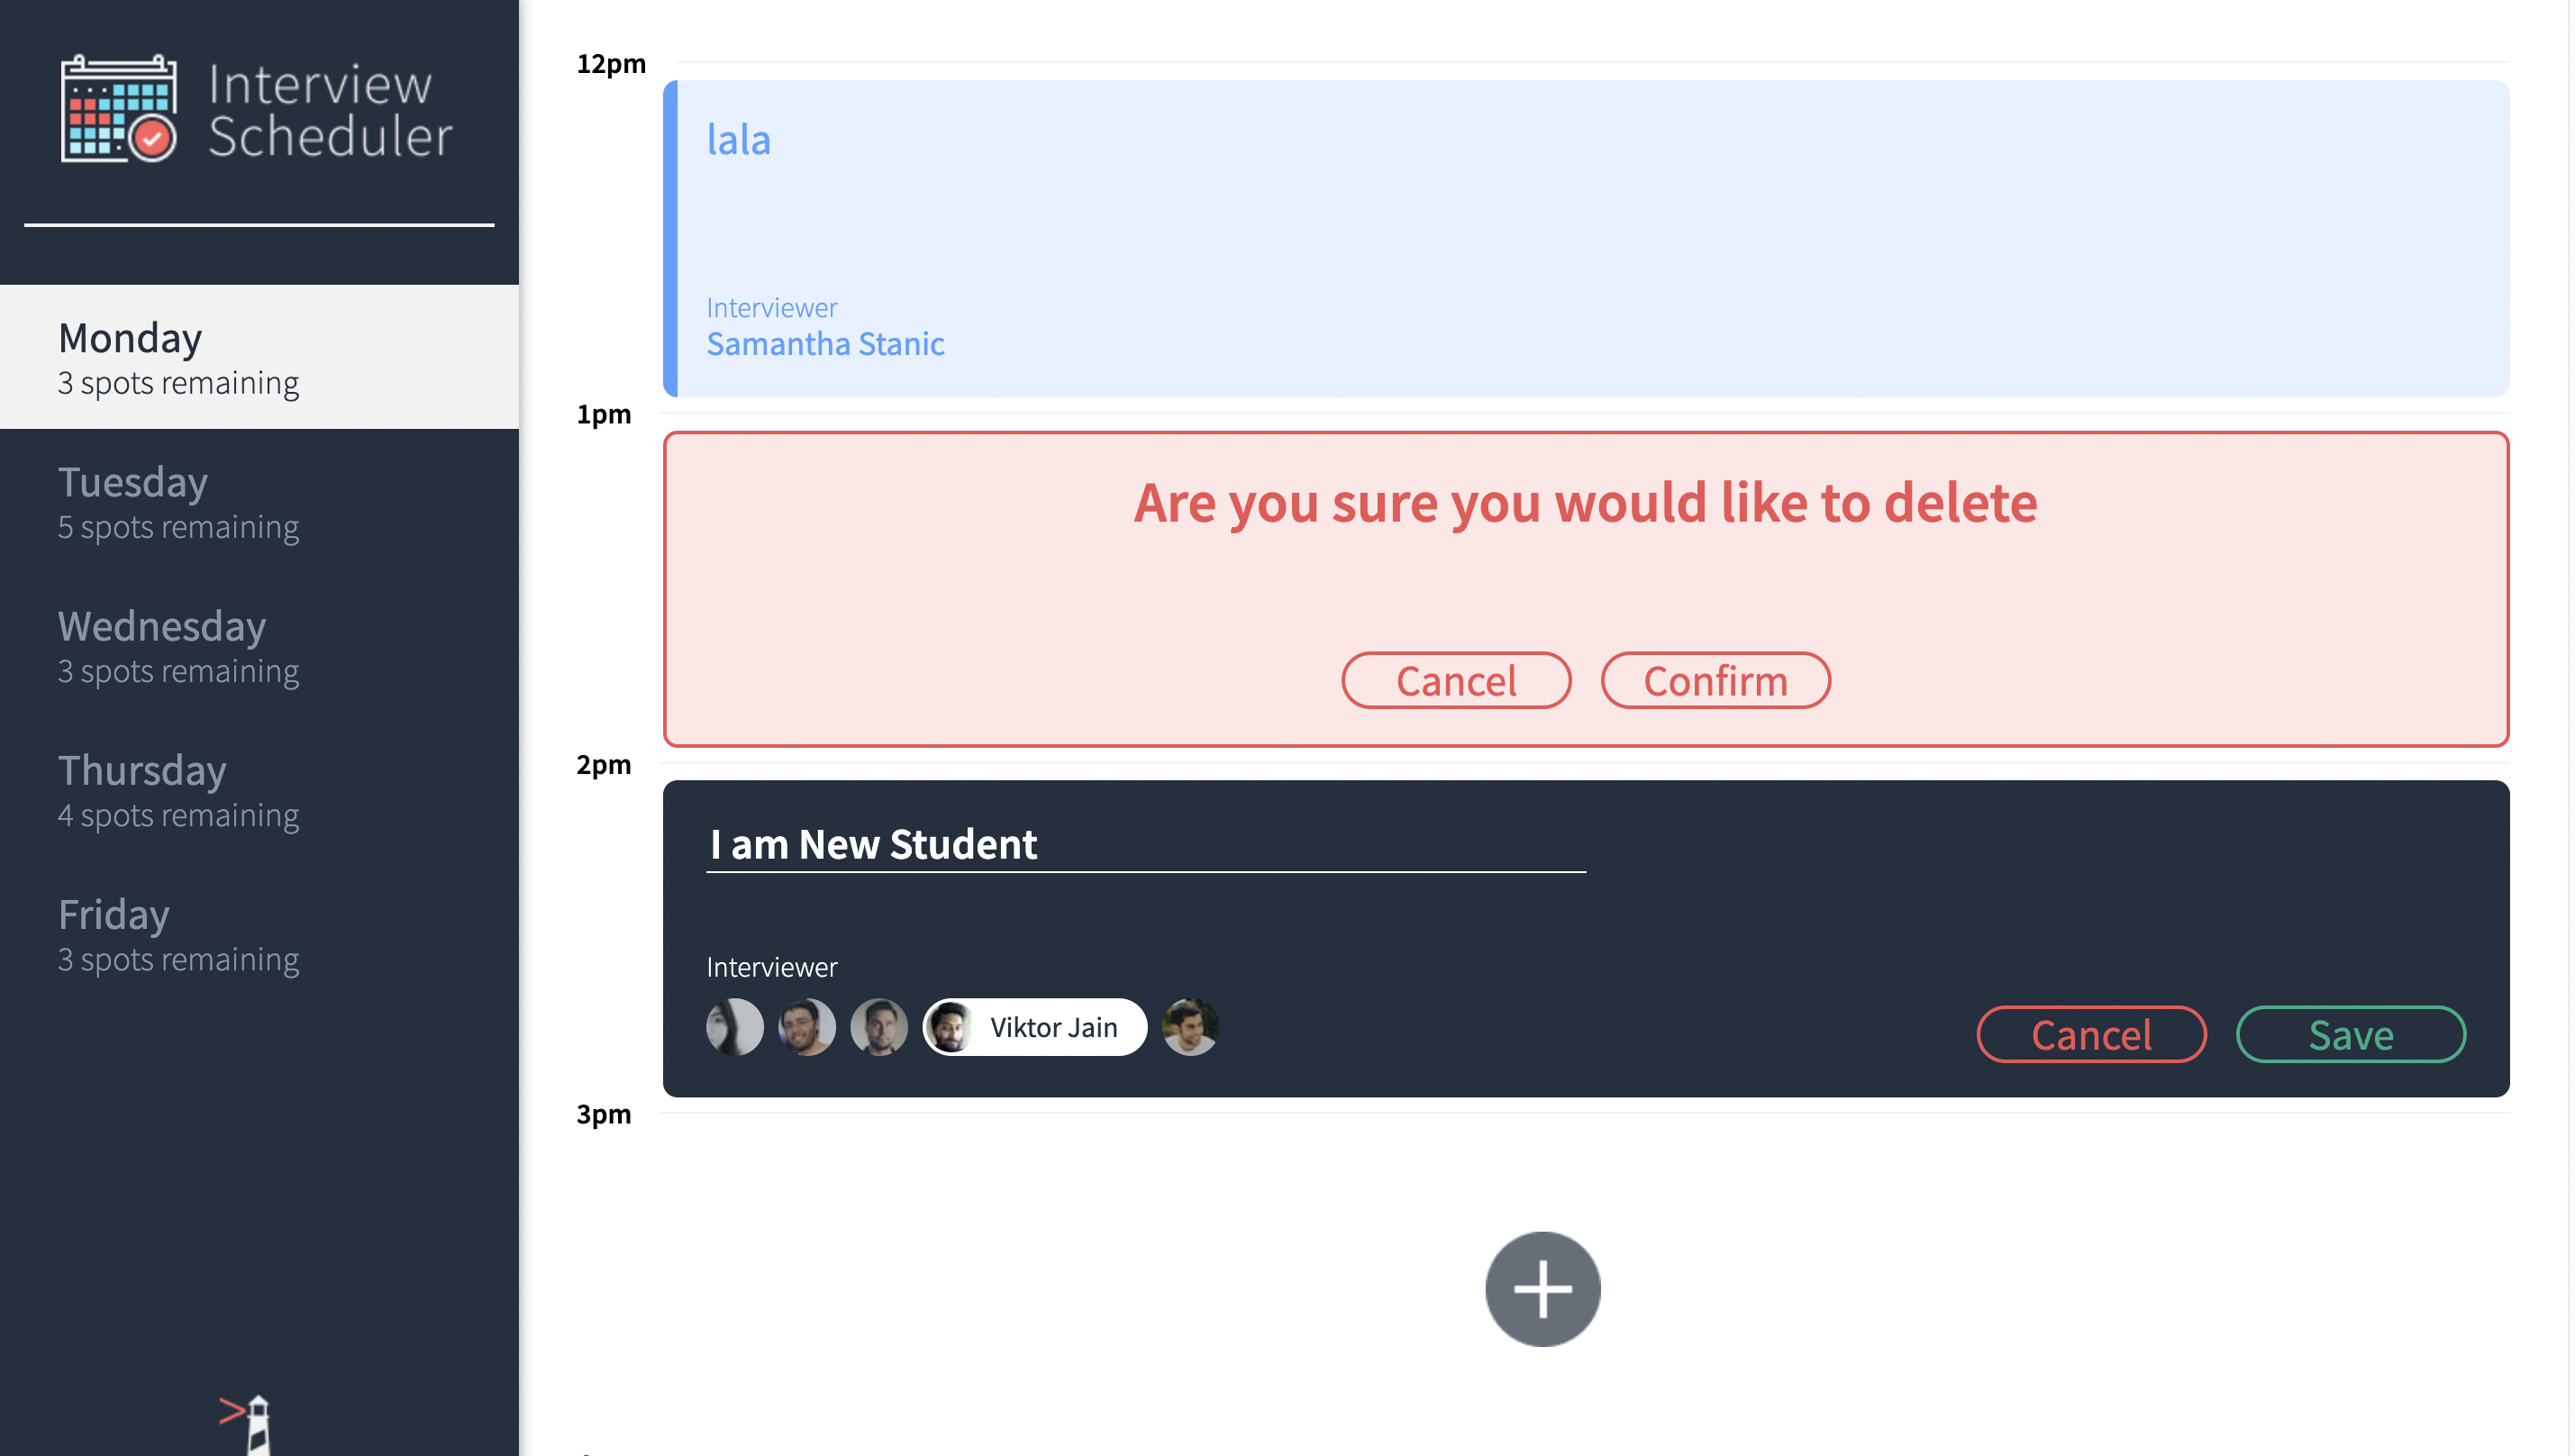 Interview
Scheduler
Monday
3 spots remaining
Tuesday
5 spots remaining
Wednesday
3 spots remaining
Thursday
4 spots remaining
Friday
3 spots remaining
12pm
lala
Interviewer
Samantha Stanic
1pm
Are you sure you would like to delete
Cancel Confirm
2pm
I am New Student
Interviewer
Viktor Jain
Cancel Save
3pm